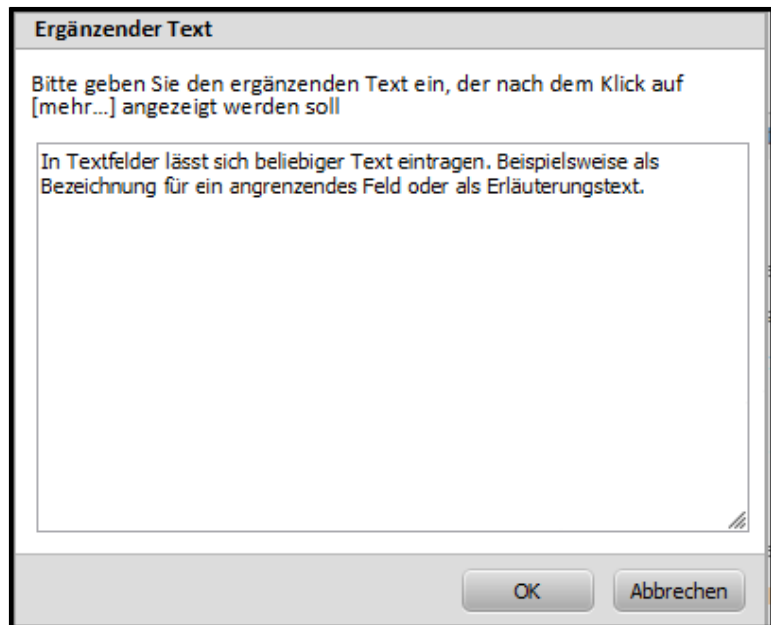 Ergänzender Text
Bitte geben Sie den ergänzenden Text ein, der nach dem Klick auf
[mehr...] angezeigt werden soll
In Textfelder lässt sich beliebiger Text eintragen. Beispielsweise als
Bezeichnung für ein angrenzendes Feld oder als Erläuterungstext.
OK
Abbrechen